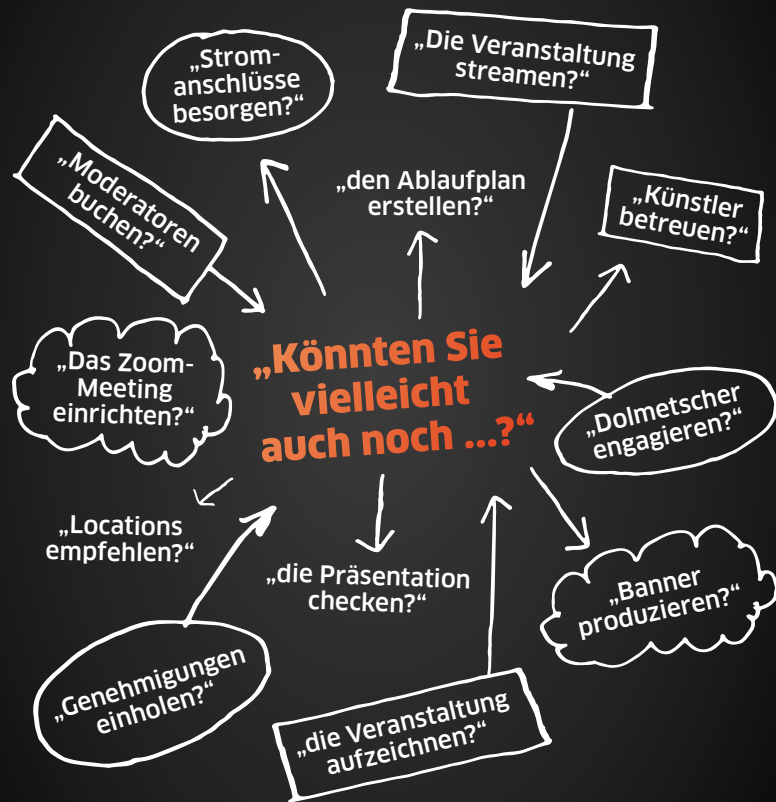 „Strom-
anschlüsse
besorgen?“
„Die Veranstaltung
streamen?“
„Moderatoren
buchen?“
„den Ablaufplan
erstellen?“
„Künstler
betreuen?“
„Könnten Sie
vielleicht
auch noch ...?“
„Das Zoom-
Meeting
einrichten?“
„Dolmetscher
engagieren?“
„Locations
empfehlen?“
„die Präsentation
checken?“
„Banner
produzieren?“
„Genehmigungen
einholen?“
„die Veranstaltung
aufzeichnen?“